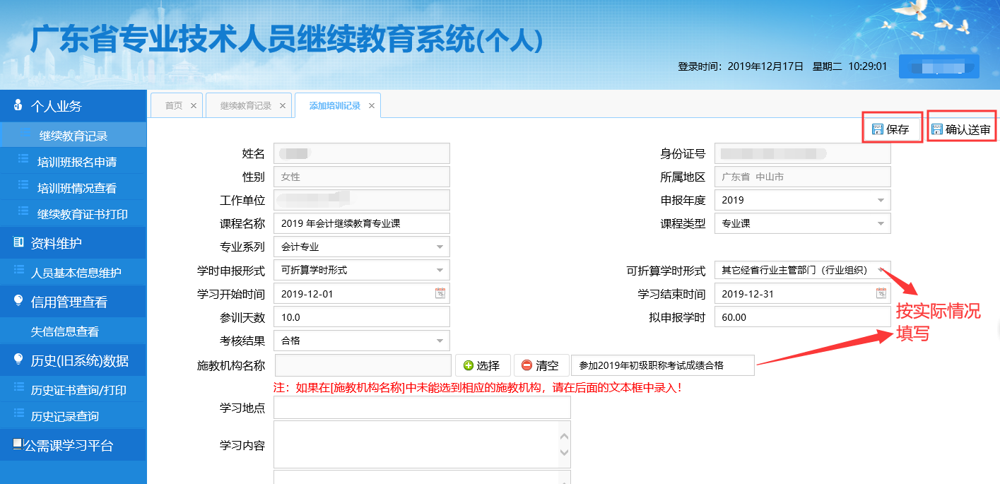 广东省专业技术人员继续教育系统(个人)
登录时间：2019年12月17日 星期二 10:29:01
个人业务
继续教育记录
培训班报名申请
培训班情况查看
继续教育证书打印
资料维护
人员基本信息维护
信用管理查看
失信信息查看
历史(旧系统)数据
历史证书查询/打印
历史记录查询
公需课学习平台
首页 × 继续教育记录 × 添加培训记录 ×
保存 确认送审
姓名 身份证号
性别 女性 所属地区 广东省 中山市
工作单位 申报年度 2019
课程名称 2019 年会计继续教育专业课 课程类型 专业课
专业系列 会计专业
学时申报形式 可折算学时形式 可折算学时形式 其它经省行业主管部门（行业组织）
学习开始时间 2019-12-01 学习结束时间 2019-12-31
参训天数 10.0 拟申报学时 60.00
考核结果 合格
按实际情况
填写
施教机构名称 选择 清空 参加2019年初级职称考试成绩合格
注：如果在[施教机构名称]中未能选到相应的施教机构，请在后面的文本框中录入！
学习地点
学习内容